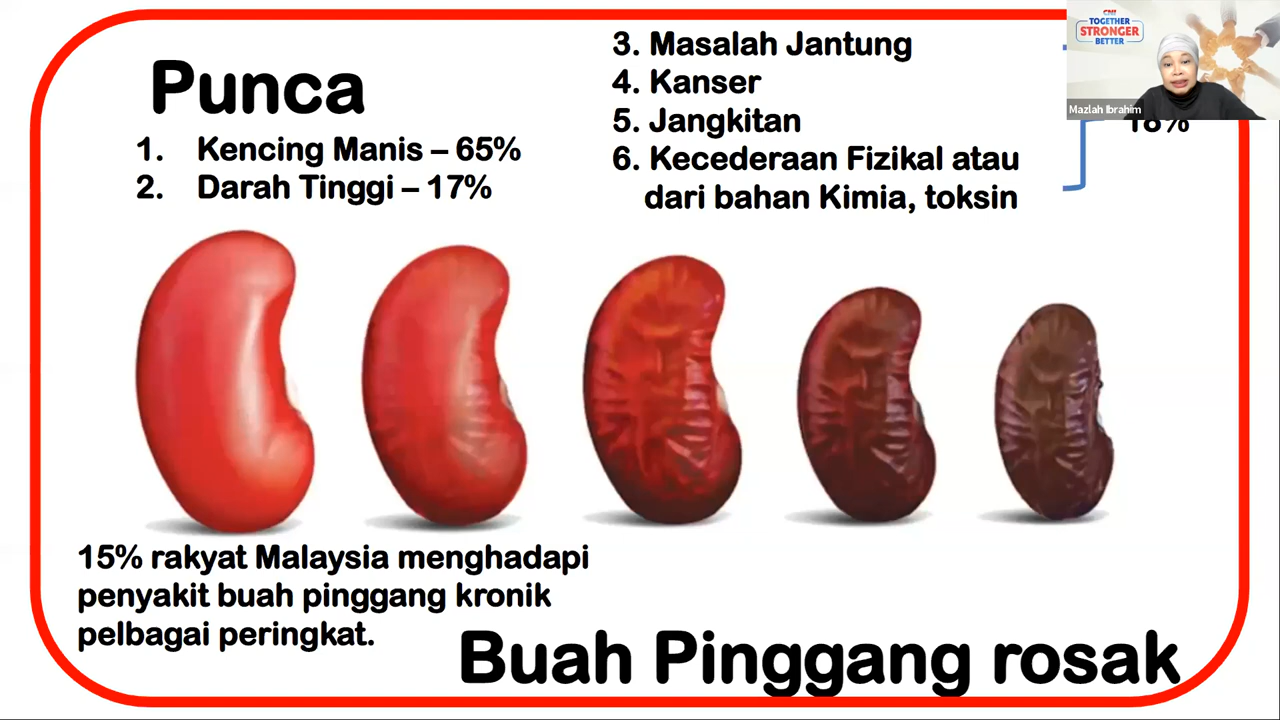 Punca
1. Kencing Manis – 65%
2. Darah Tinggi – 17%
3. Masalah Jantung
4. Kanser
5. Jangkitan
6. Kecederaan Fizikal atau
dari bahan Kimia, toksin
18%
CNI
TOGETHER
STRONGER
BETTER
Mazlah Ibrahim
15% rakyat Malaysia menghadapi
penyakit buah pinggang kronik
pelbagai peringkat.
Buah Pinggang rosak